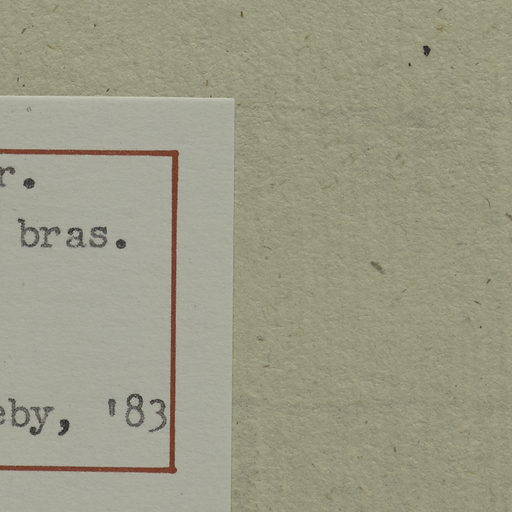 r.
bras.
eby, '83